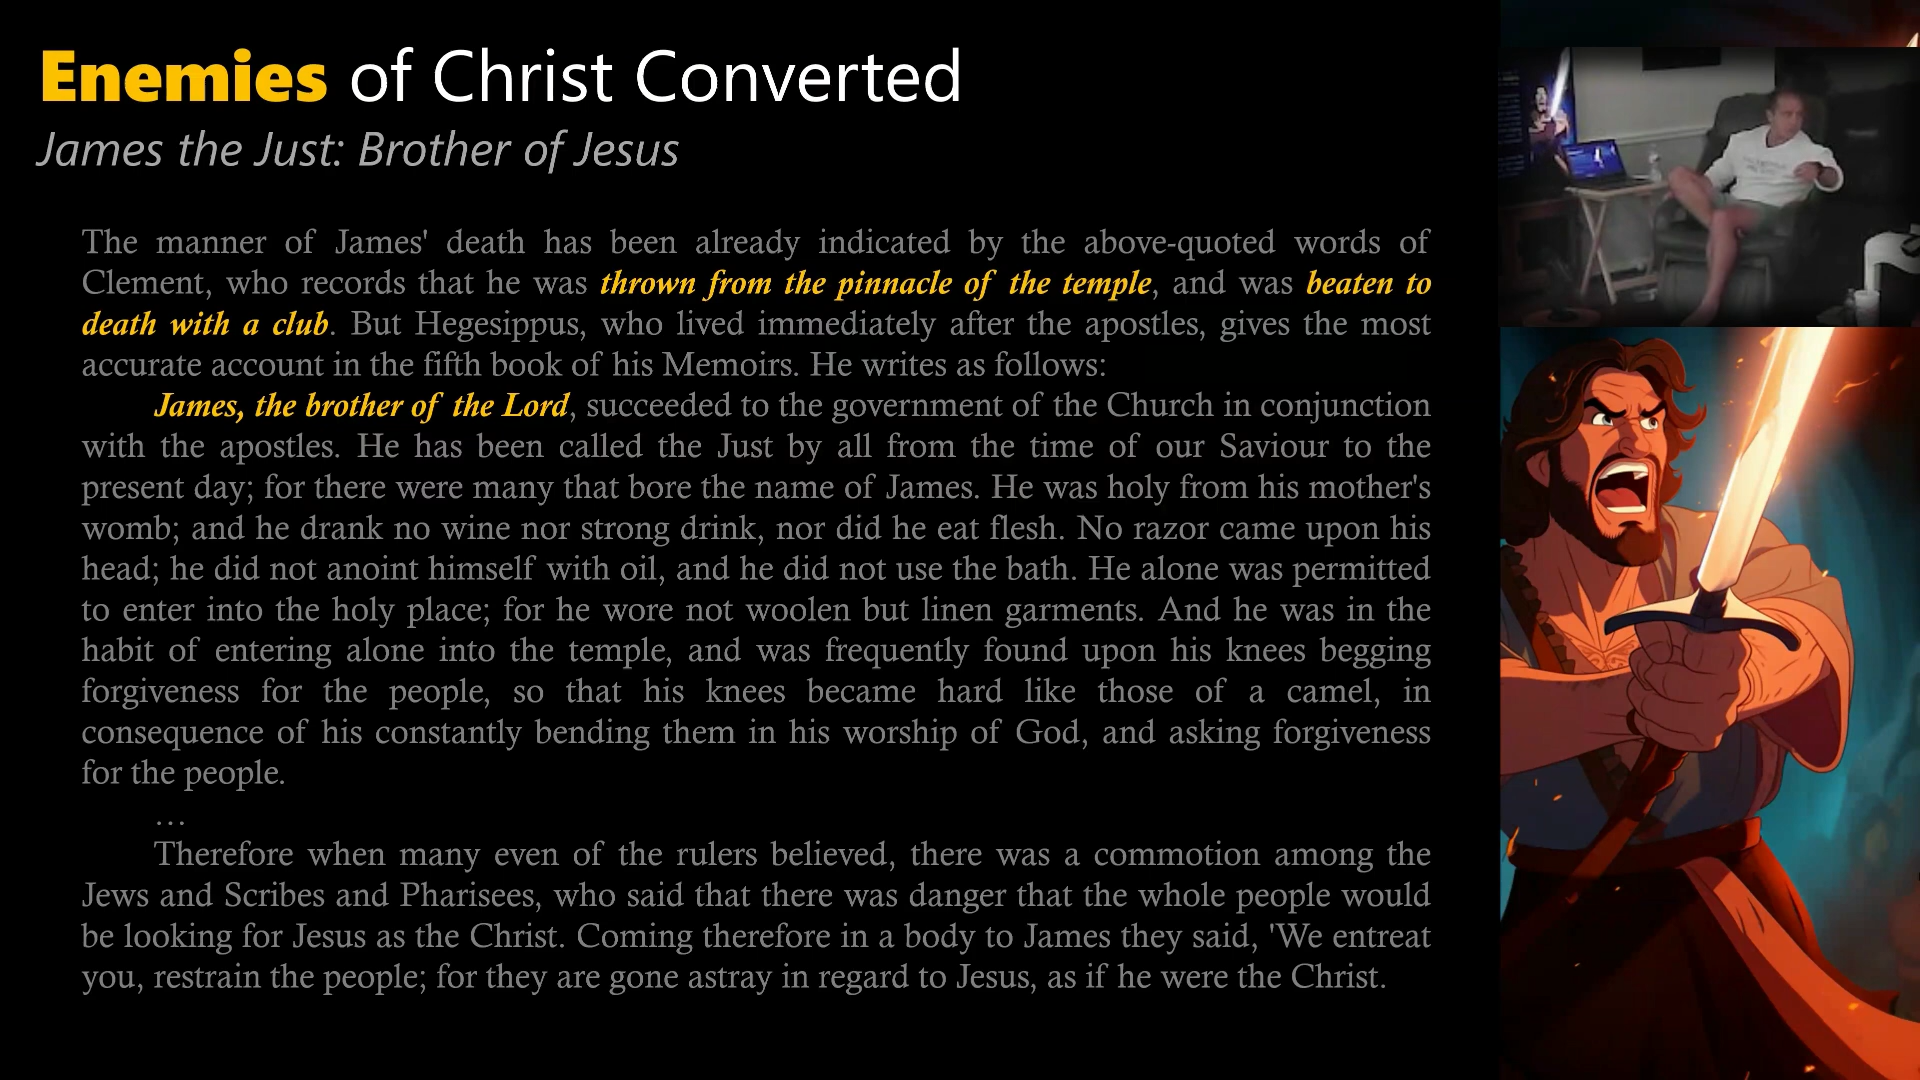 Enemies of Christ Converted
James the Just: Brother of Jesus
The manner of James' death has been already indicated by the above-quoted words of
Clement, who records that he was thrown from the pinnacle of the temple, and was beaten to
death with a club. But Hegesippus, who lived immediately after the apostles, gives the most
accurate account in the fifth book of his Memoirs. He writes as follows:
James, the brother of the Lord, succeeded to the government of the Church in conjunction
with the apostles. He has been called the Just by all from the time of our Saviour to the
present day; for there were many that bore the name of James. He was holy from his mother's
womb; and he drank no wine nor strong drink, nor did he eat flesh. No razor came upon his
head; he did not anoint himself with oil, and he did not use the bath. He alone was permitted
to enter into the holy place; for he wore not woolen but linen garments. And he was in the
habit of entering alone into the temple, and was frequently found upon his knees begging
forgiveness for the people, so that his knees became hard like those of a camel, in
consequence of his constantly bending them in his worship of God, and asking forgiveness
for the people.
…
Therefore when many even of the rulers believed, there was a commotion among the
Jews and Scribes and Pharisees, who said that there was danger that the whole people would
be looking for Jesus as the Christ. Coming therefore in a body to James they said, 'We entreat
you, restrain the people; for they are gone astray in regard to Jesus, as if he were the Christ.